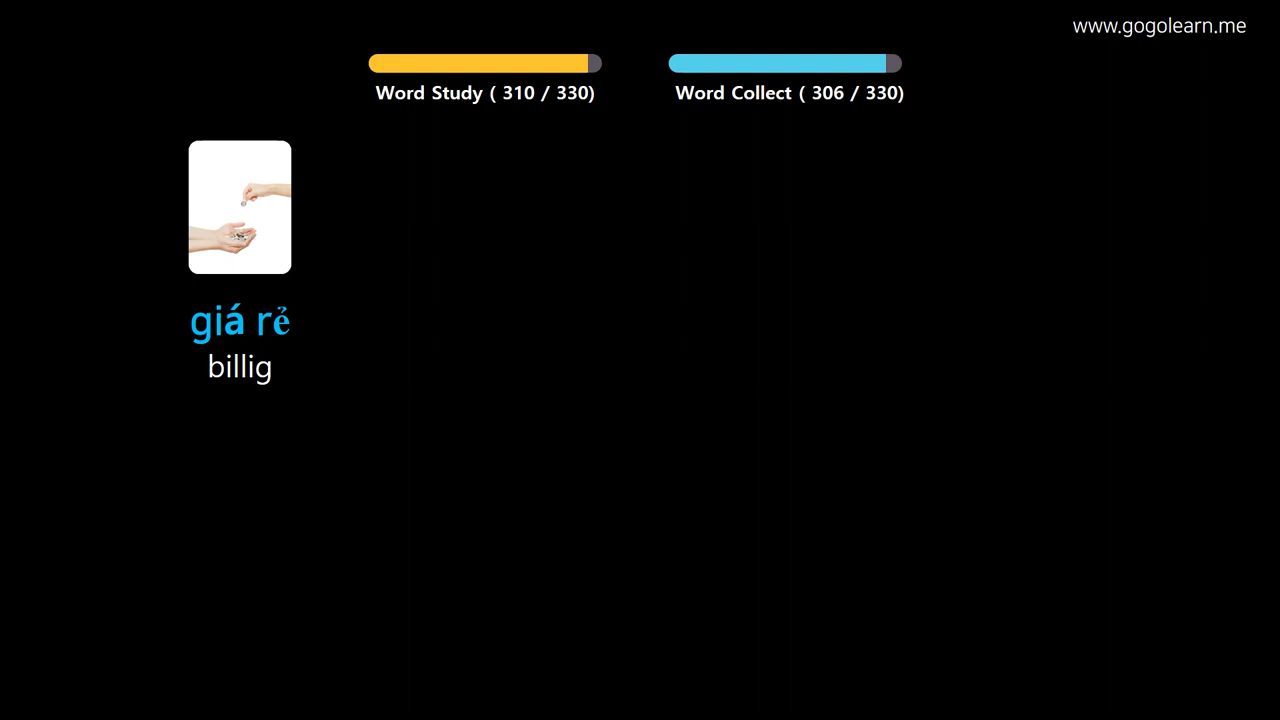 www.gogolearn.me
Word Study ( 310 / 330)
Word Collect ( 306 / 330)
giá rẻ
billig